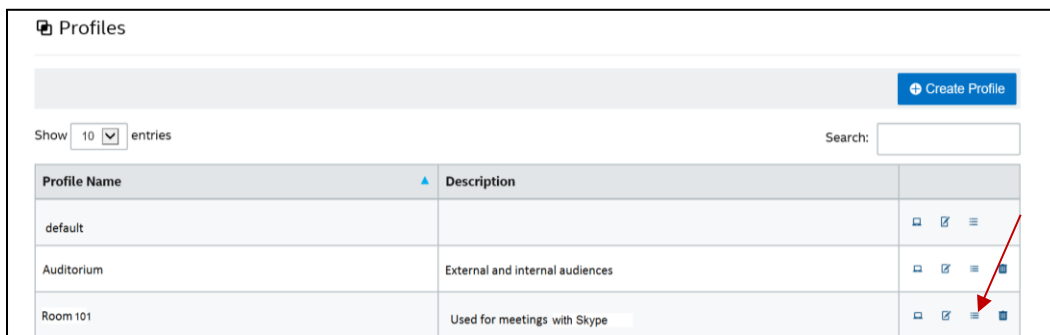 Profiles
Create Profile
Show 10 entries
Search:
Profile Name Description
default
Auditorium External and internal audiences
Room 101 Used for meetings with Skype